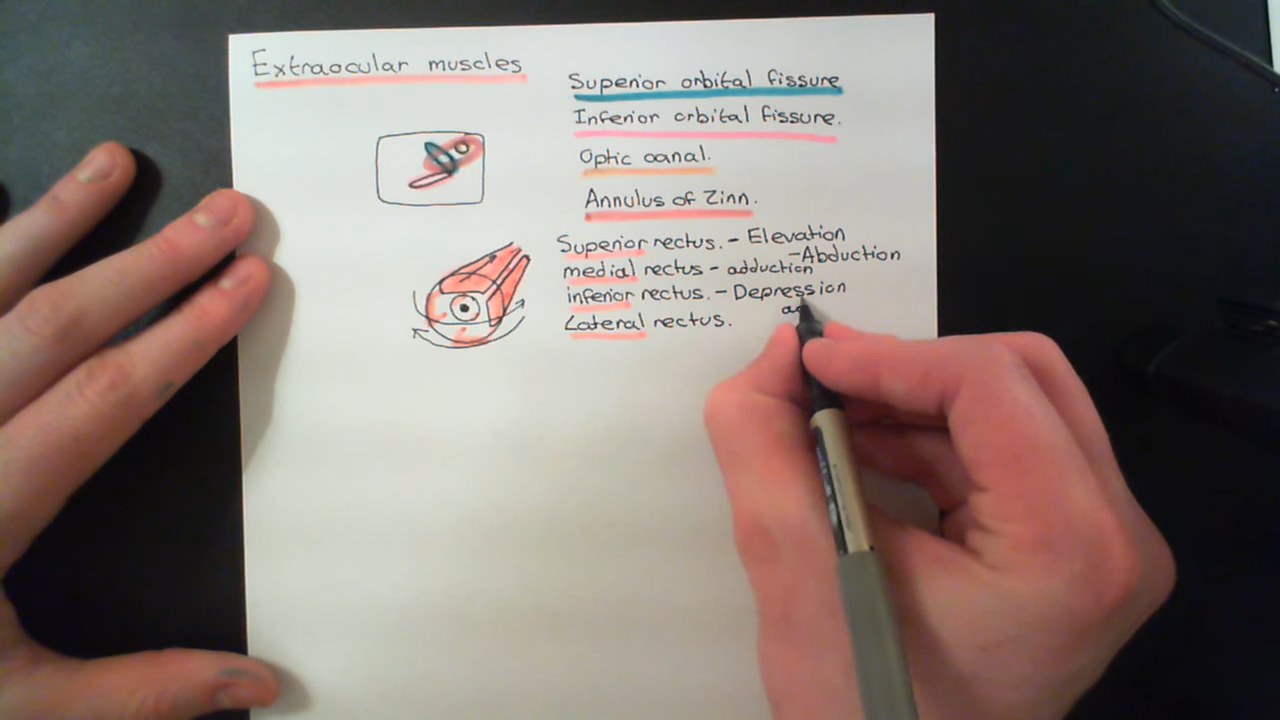 Extraocular muscles
Superior orbital fissure
Inferior orbital fissure.
Optic canal.
Annulus of Zinn.
Superior rectus. - Elevation
- Abduction
medial rectus - adduction
inferior rectus. - Depression
Lateral rectus.